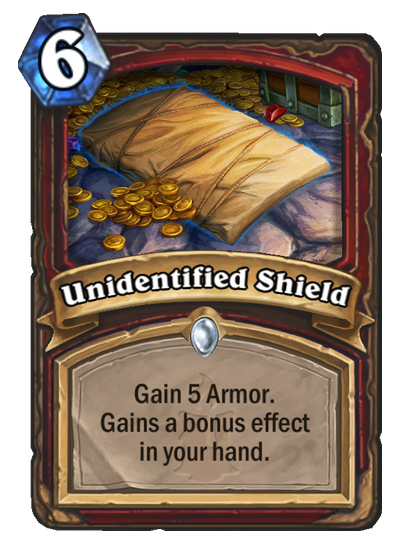 6
Unidentified Shield
Gain 5 Armor.
Gains a bonus effect
in your hand.